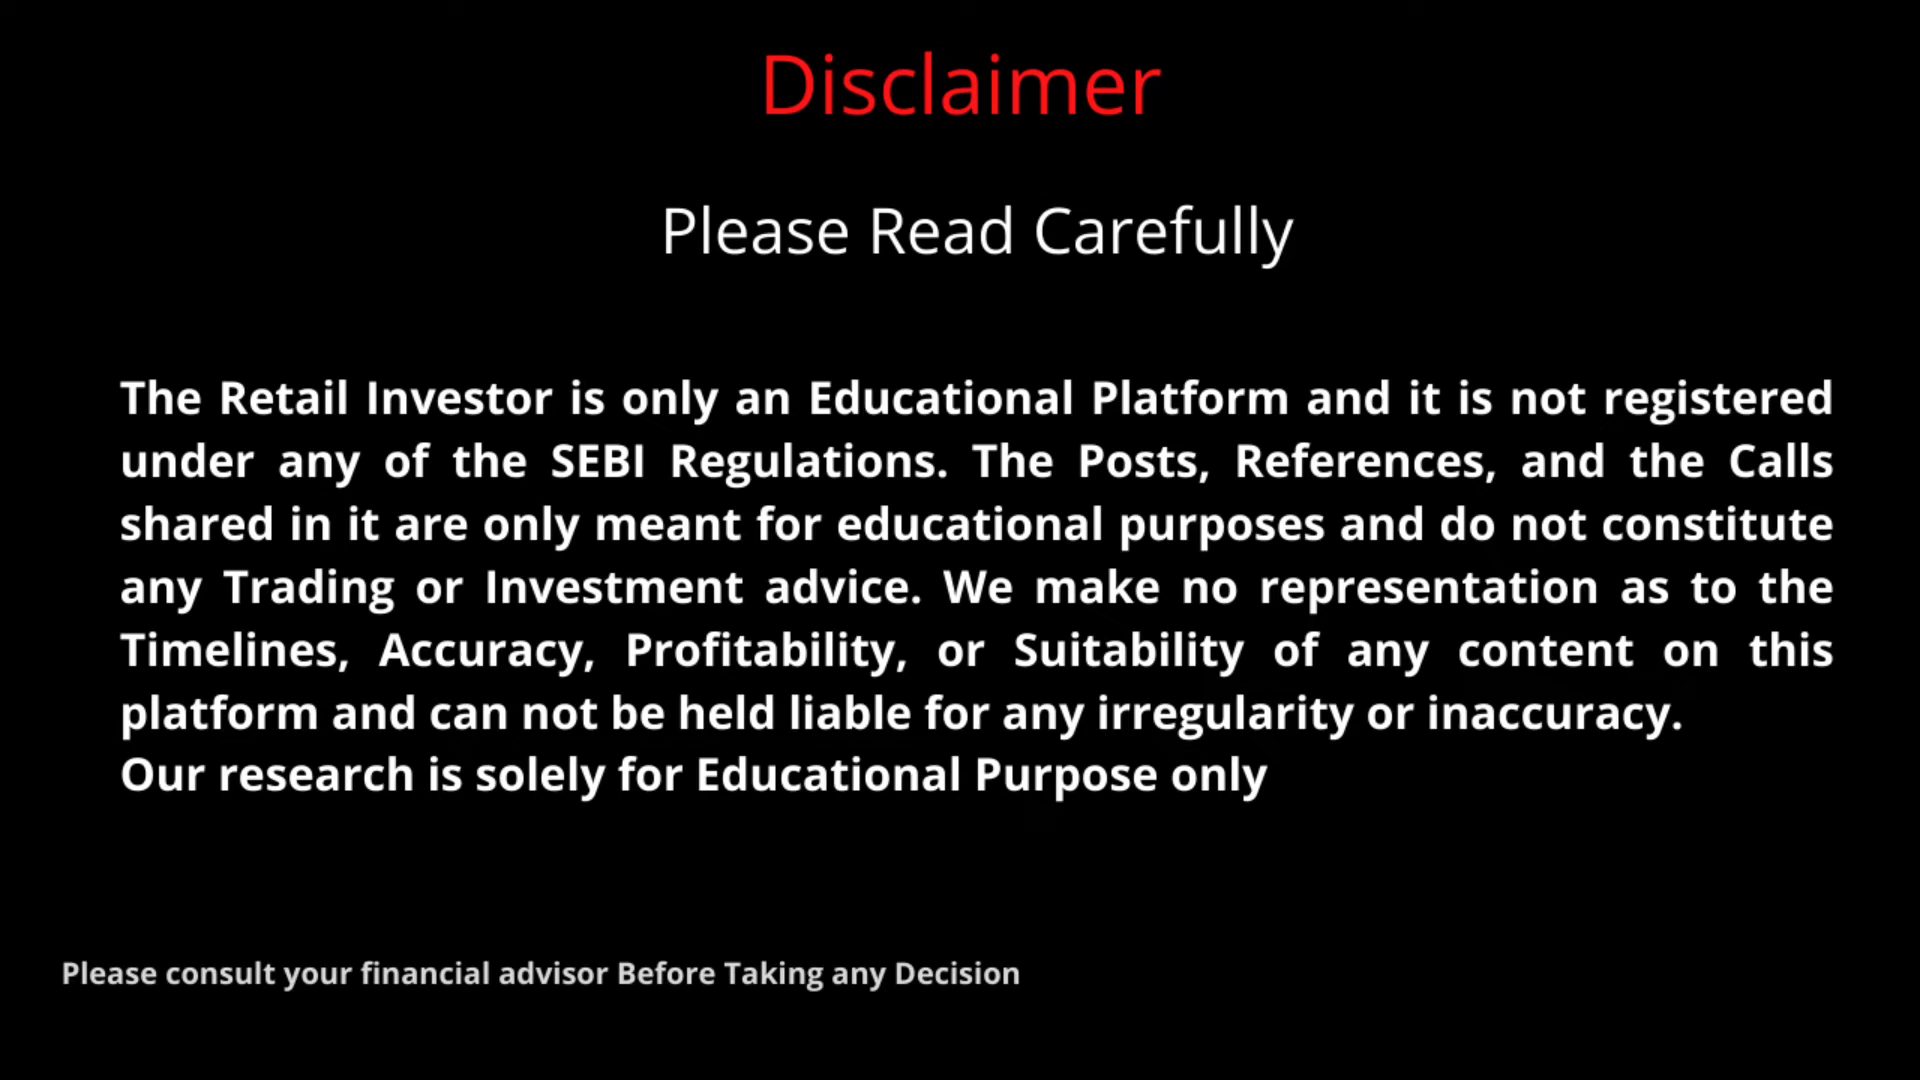 Disclaimer
Please Read Carefully
The Retail Investor is only an Educational Platform and it is not registered
under any of the SEBI Regulations. The Posts, References, and the Calls
shared in it are only meant for educational purposes and do not constitute
any Trading or Investment advice. We make no representation as to the
Timelines, Accuracy, Profitability, or Suitability of any content on this
platform and can not be held liable for any irregularity or inaccuracy.
Our research is solely for Educational Purpose only
Please consult your financial advisor Before Taking any Decision